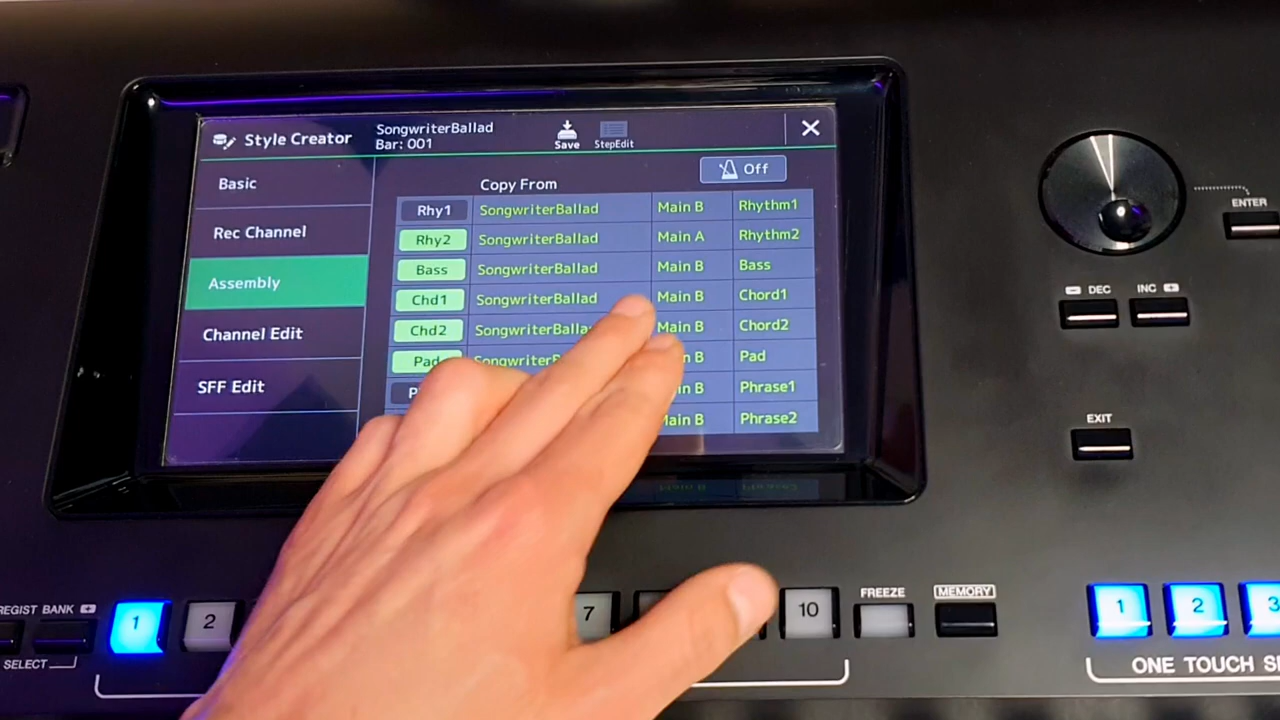 Style Creator
SongwriterBallad
Bar: 001
Save
StepEdit
Basic
Rec Channel
Assembly
Channel Edit
SFF Edit
Copy From
Off
Rhy1 SongwriterBallad Main B Rhythm1
Rhy2 SongwriterBallad Main A Rhythm2
Bass SongwriterBallad Main B Bass
Chd1 SongwriterBallad Main B Chord1
Chd2 Main B Chord2
Pad B Pad
B Phrase1
Main B Phrase2
ENTER
DEC
INC
EXIT
REGIST BANK
SELECT
1
2
7
10
FREEZE
MEMORY
1
2
3
ONE TOUCH